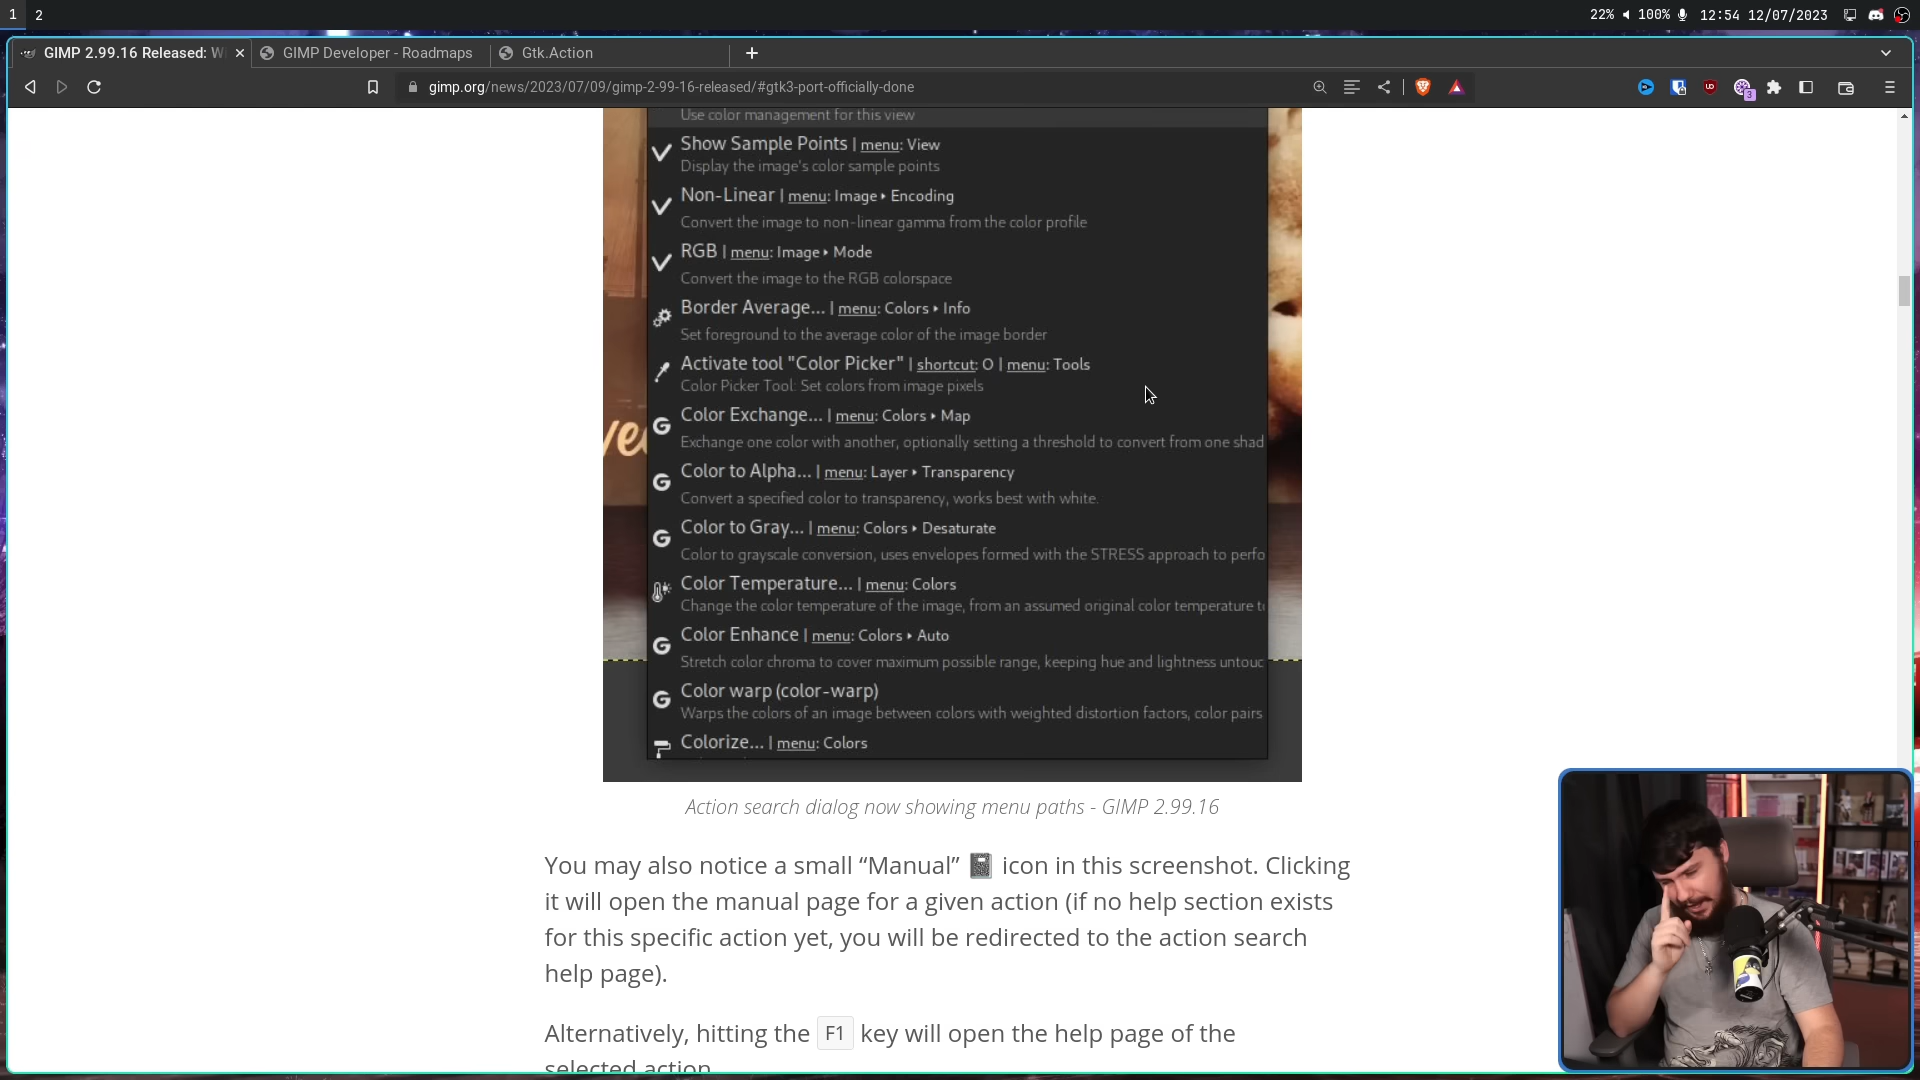 1 2
22% 100% 12:54 12/07/2023
GIMP 2.99.16 Released: W
GIMP Developer - Roadmaps
Gtk.Action
gimp.org/news/2023/07/09/gimp-2-99-16-released/#gtk3-port-officially-done
UD
3
Use color management for this view
Show Sample Points | menu: View
Display the image's color sample points
Non-Linear | menu: Image ▸ Encoding
Convert the image to non-linear gamma from the color profile
RGB | menu: Image ▸ Mode
Convert the image to the RGB colorspace
Border Average... | menu: Colors ▸ Info
Set foreground to the average color of the image border
Activate tool "Color Picker" | shortcut: O | menu: Tools
Color Picker Tool: Set colors from image pixels
Color Exchange... | menu: Colors ▸ Map
Exchange one color with another, optionally setting a threshold to convert from one shad
Color to Alpha... | menu: Layer ▸ Transparency
Convert a specified color to transparency, works best with white.
Color to Gray... | menu: Colors ▸ Desaturate
Color to grayscale conversion, uses envelopes formed with the STRESS approach to perfo
Color Temperature... | menu: Colors
Change the color temperature of the image, from an assumed original color temperature t
Color Enhance | menu: Colors ▸ Auto
Stretch color chroma to cover maximum possible range, keeping hue and lightness untouc
Color warp (color-warp)
Warps the colors of an image between colors with weighted distortion factors, color pairs
Colorize... | menu: Colors
Action search dialog now showing menu paths - GIMP 2.99.16
You may also notice a small “Manual” 📓 icon in this screenshot. Clicking
it will open the manual page for a given action (if no help section exists
for this specific action yet, you will be redirected to the action search
help page).
Alternatively, hitting the F1 key will open the help page of the
selected action